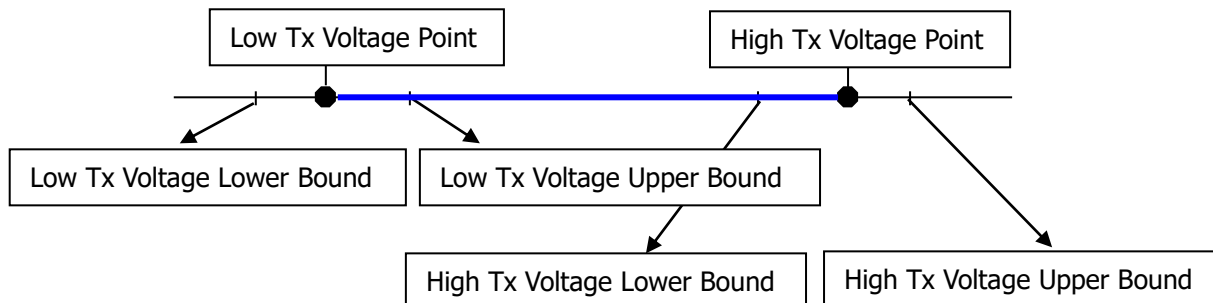 Low Tx Voltage Point
High Tx Voltage Point
Low Tx Voltage Lower Bound
Low Tx Voltage Upper Bound
High Tx Voltage Lower Bound
High Tx Voltage Upper Bound